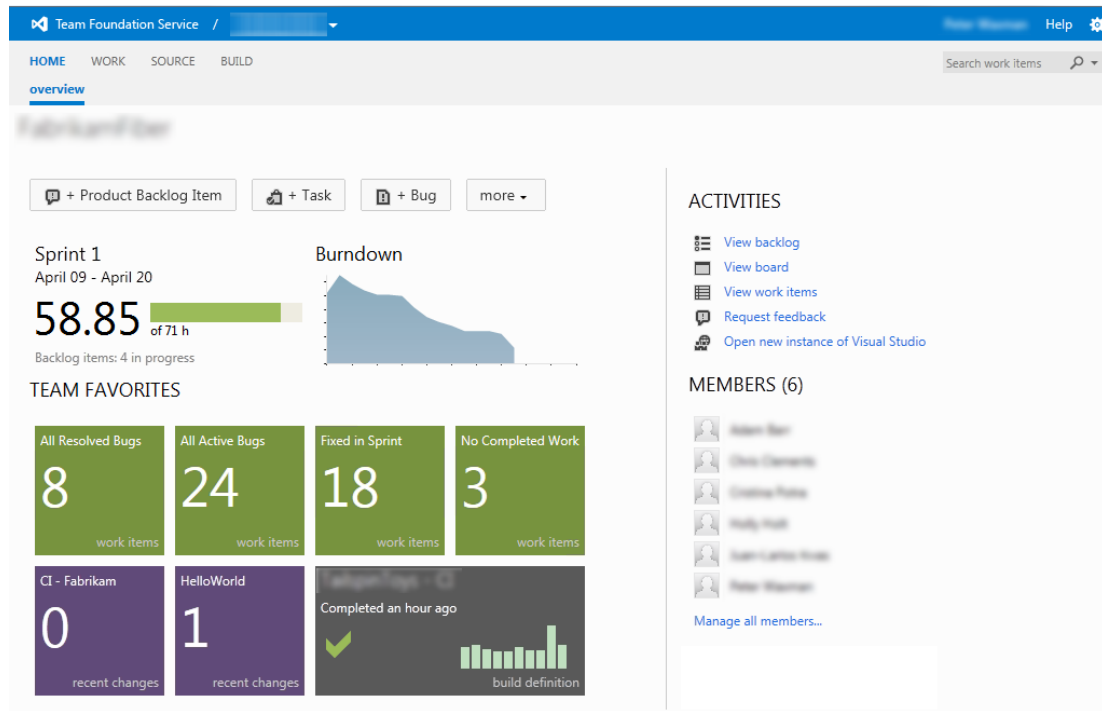 Team Foundation Service /
Help
HOME WORK SOURCE BUILD
Search work items
overview
+ Product Backlog Item
+ Task
+ Bug
more
Sprint 1
April 09 - April 20
58.85
of 71 h
Backlog items: 4 in progress
Burndown
TEAM FAVORITES
All Resolved Bugs
8
work items
All Active Bugs
24
work items
Fixed in Sprint
18
work items
No Completed Work
3
work items
CI - Fabrikam
0
recent changes
HelloWorld
1
recent changes
Completed an hour ago
build definition
ACTIVITIES
View backlog
View board
View work items
Request feedback
Open new instance of Visual Studio
MEMBERS (6)
Manage all members...